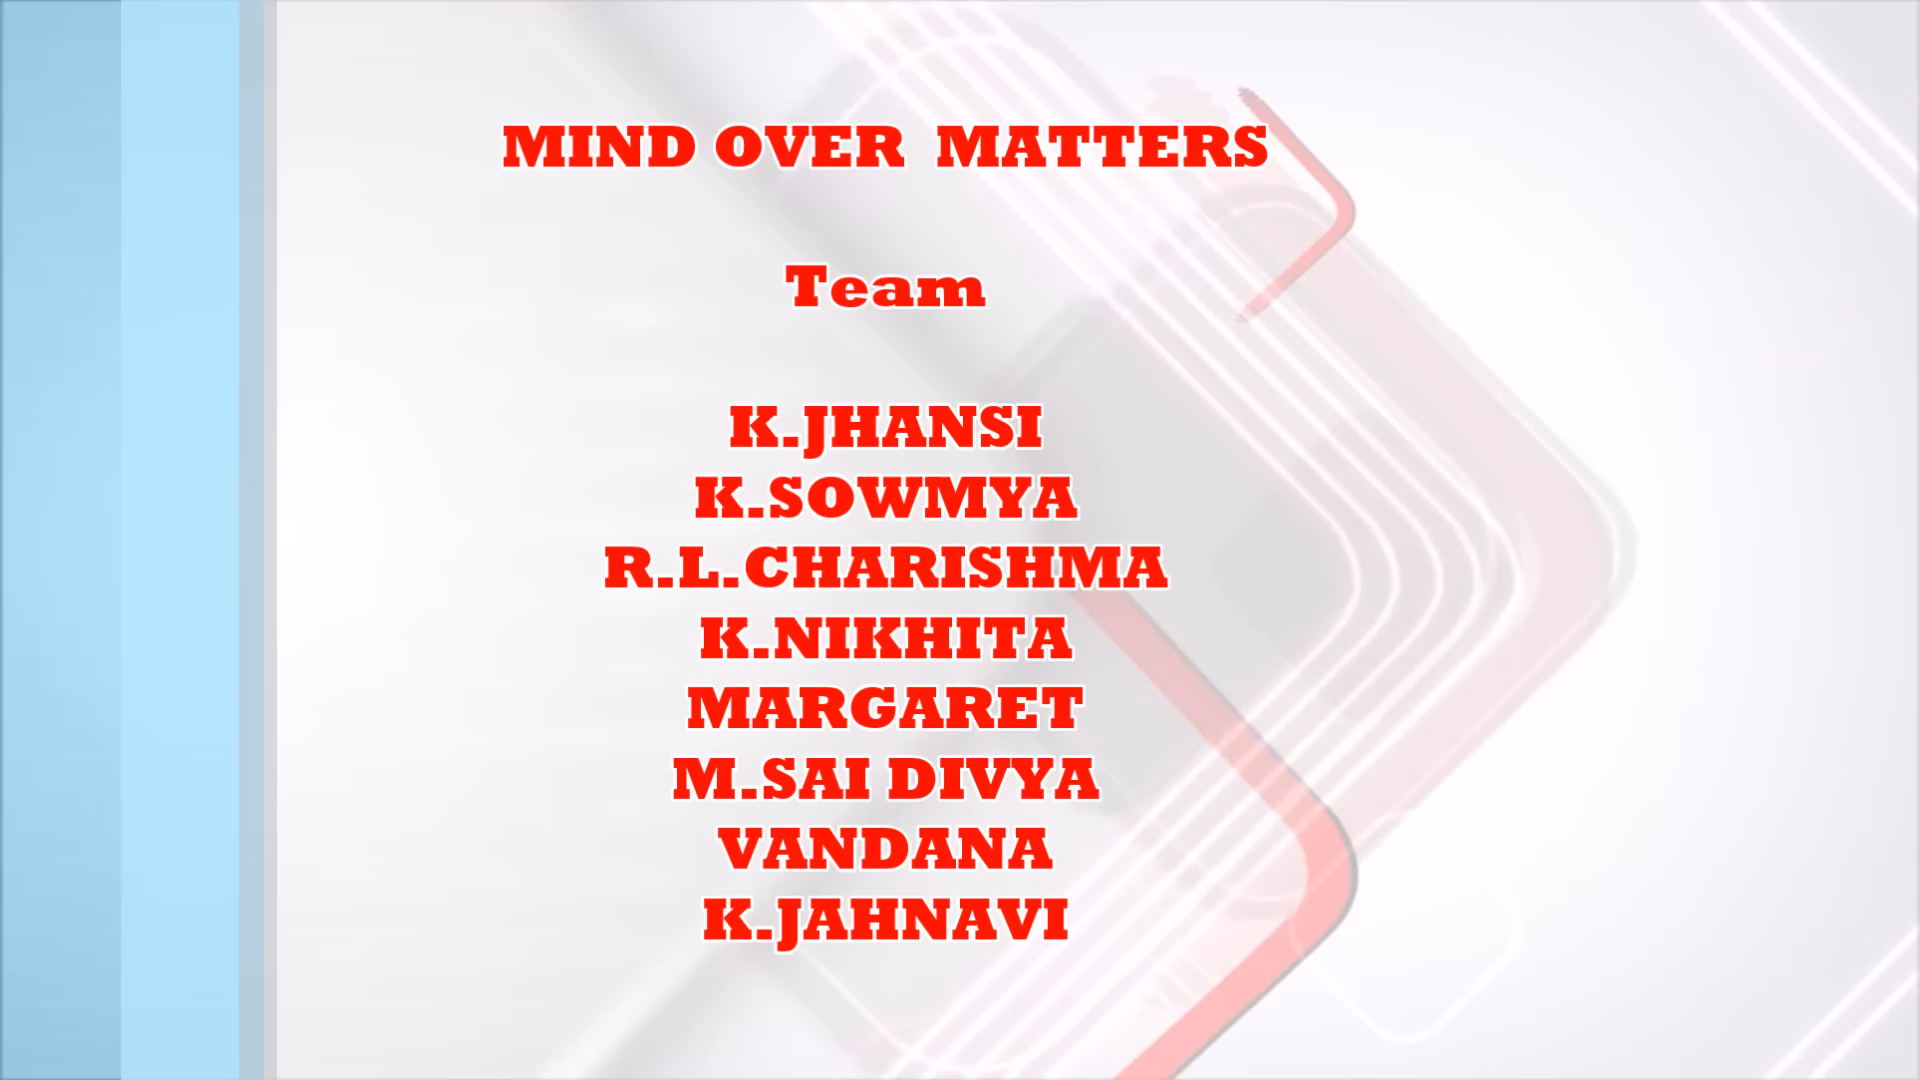 MIND OVER MATTERS
Team
K.JHANSI
K.SOWMYA
R.L.CHARISHMA
K.NIKHITA
MARGARET
M.SAI DIVYA
VANDANA
K.JAHNAVI